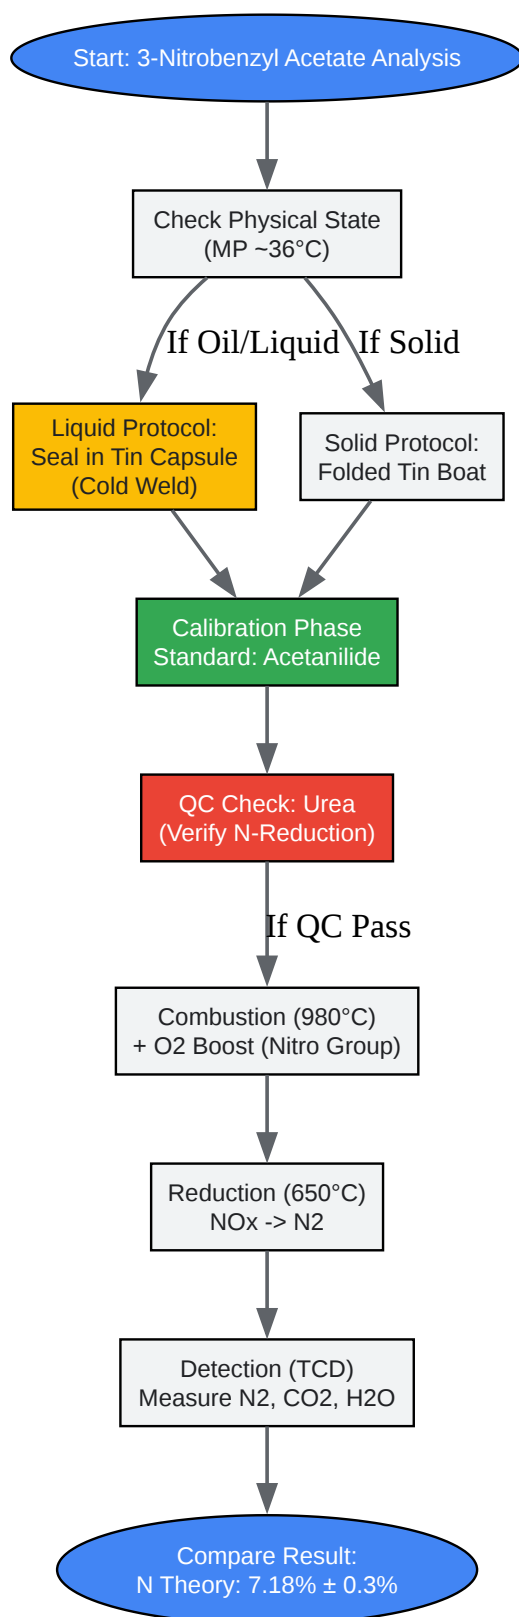 Start: 3-Nitrobenzyl Acetate Analysis
Check Physical State
(MP ~36°C)
If Oil/Liquid
If Solid
Liquid Protocol:
Seal in Tin Capsule
(Cold Weld)
Solid Protocol:
Folded Tin Boat
Calibration Phase
Standard: Acetanilide
QC Check: Urea
(Verify N-Reduction)
If QC Pass
Combustion (980°C)
+ O2 Boost (Nitro Group)
Reduction (650°C)
NOx -> N2
Detection (TCD)
Measure N2, CO2, H2O
Compare Result:
N Theory: 7.18% ± 0.3%